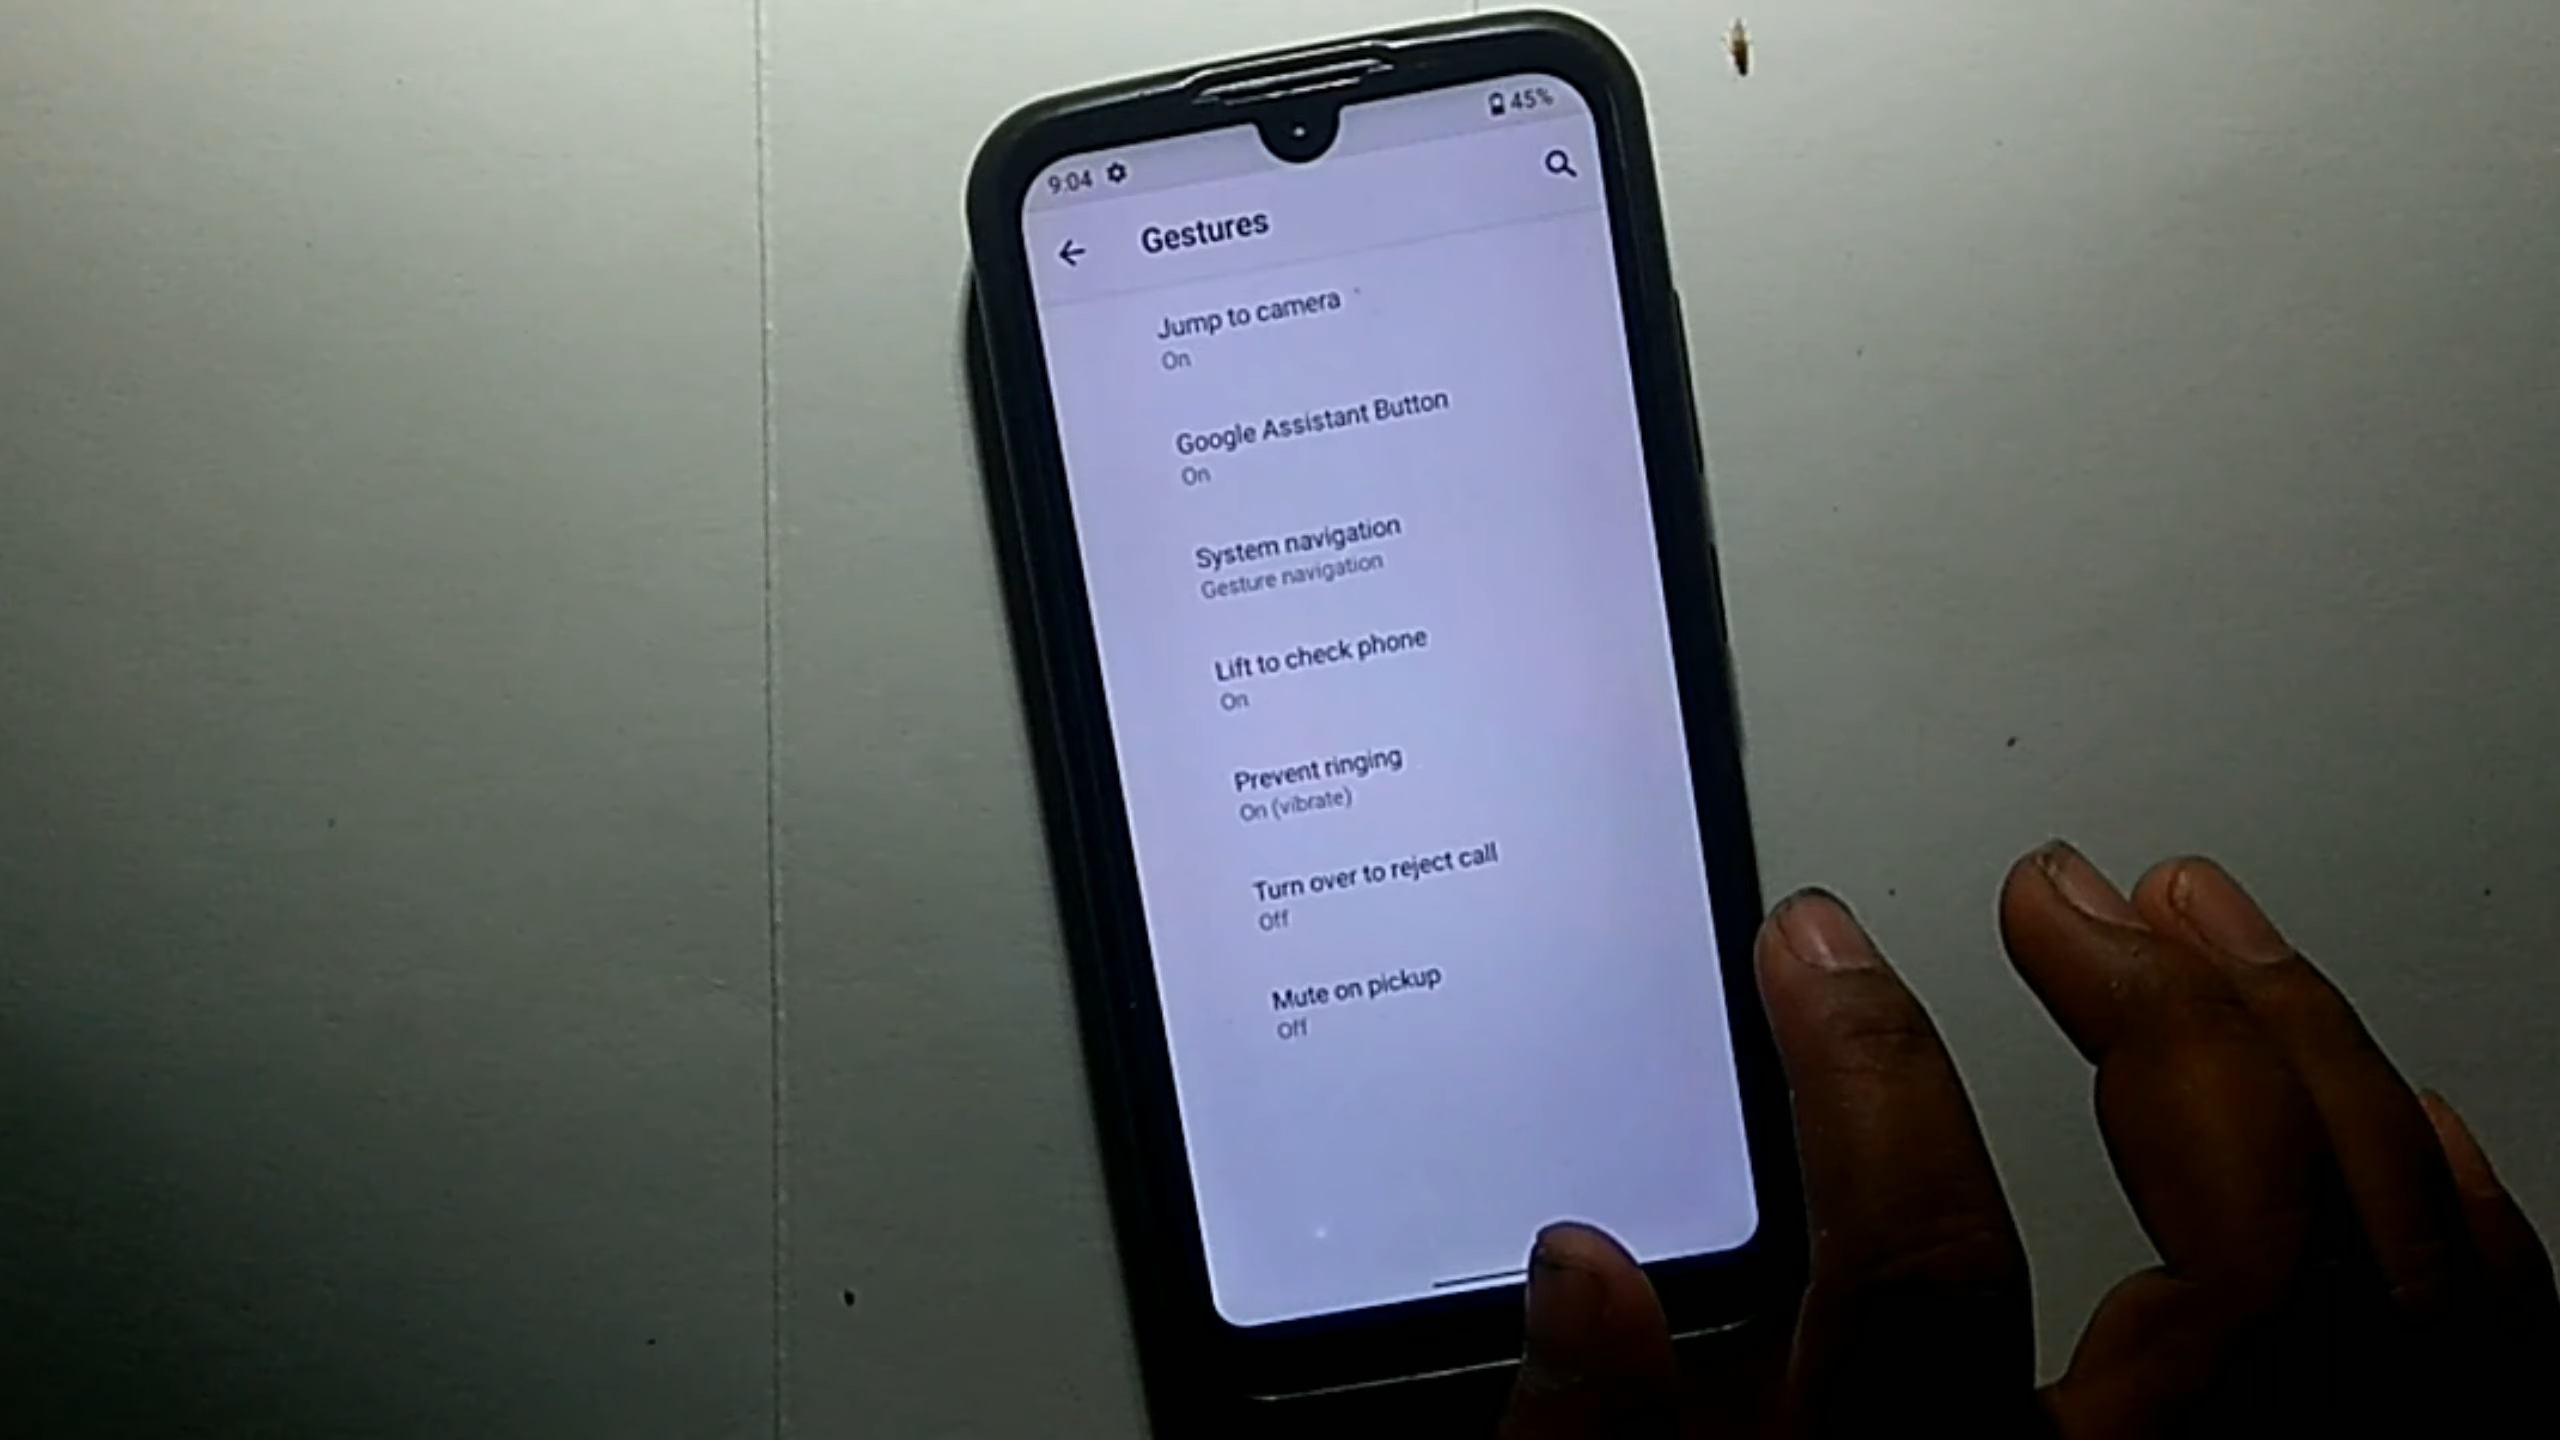 9:04
45%
Gestures
Jump to camera
On
Google Assistant Button
On
System navigation
Gesture navigation
Lift to check phone
On
Prevent ringing
On (vibrate)
Turn over to reject call
Off
Mute on pickup
Off